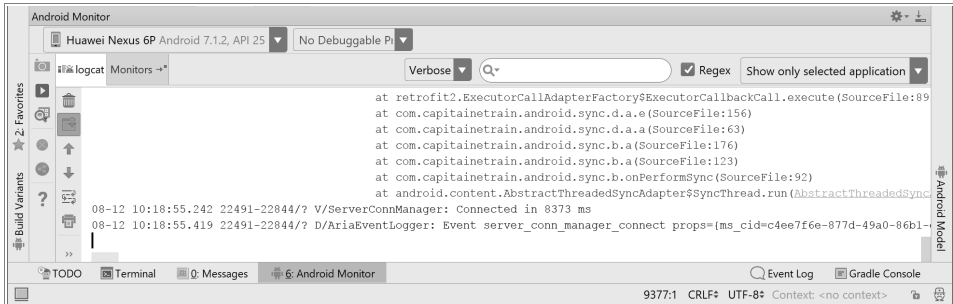 Android Monitor
Huawei Nexus 6P Android 7.1.2, API 25
No Debuggable Pr
logcat Monitors
Verbose
Regex
Show only selected application
at retrofit2.ExecutorCallAdapterFactory$ExecutorCallbackCall.execute(SourceFile:89
at com.capitainetrain.android.sync.d.a.e(SourceFile:156)
at com.capitainetrain.android.sync.d.a.a(SourceFile:63)
at com.capitainetrain.android.sync.b.a(SourceFile:176)
at com.capitainetrain.android.sync.b.a(SourceFile:123)
at com.capitainetrain.android.sync.b.onPerformSync(SourceFile:92)
at android.content.AbstractThreadedSyncAdapter$SyncThread.run(AbstractThreadedSync
08-12 10:18:55.242 22491-22844/? V/ServerConnManager: Connected in 8373 ms
08-12 10:18:55.419 22491-22844/? D/AriaEventLogger: Event server_conn_manager_connect props={ms_cid=c4ee7f6e-877d-49a0-86b1-
2: Favorites
Build Variants
Android Model
?
>>
TODO
Terminal
0: Messages
6: Android Monitor
Event Log
Gradle Console
9377:1 CRLF UTF-8 Context: <no context>